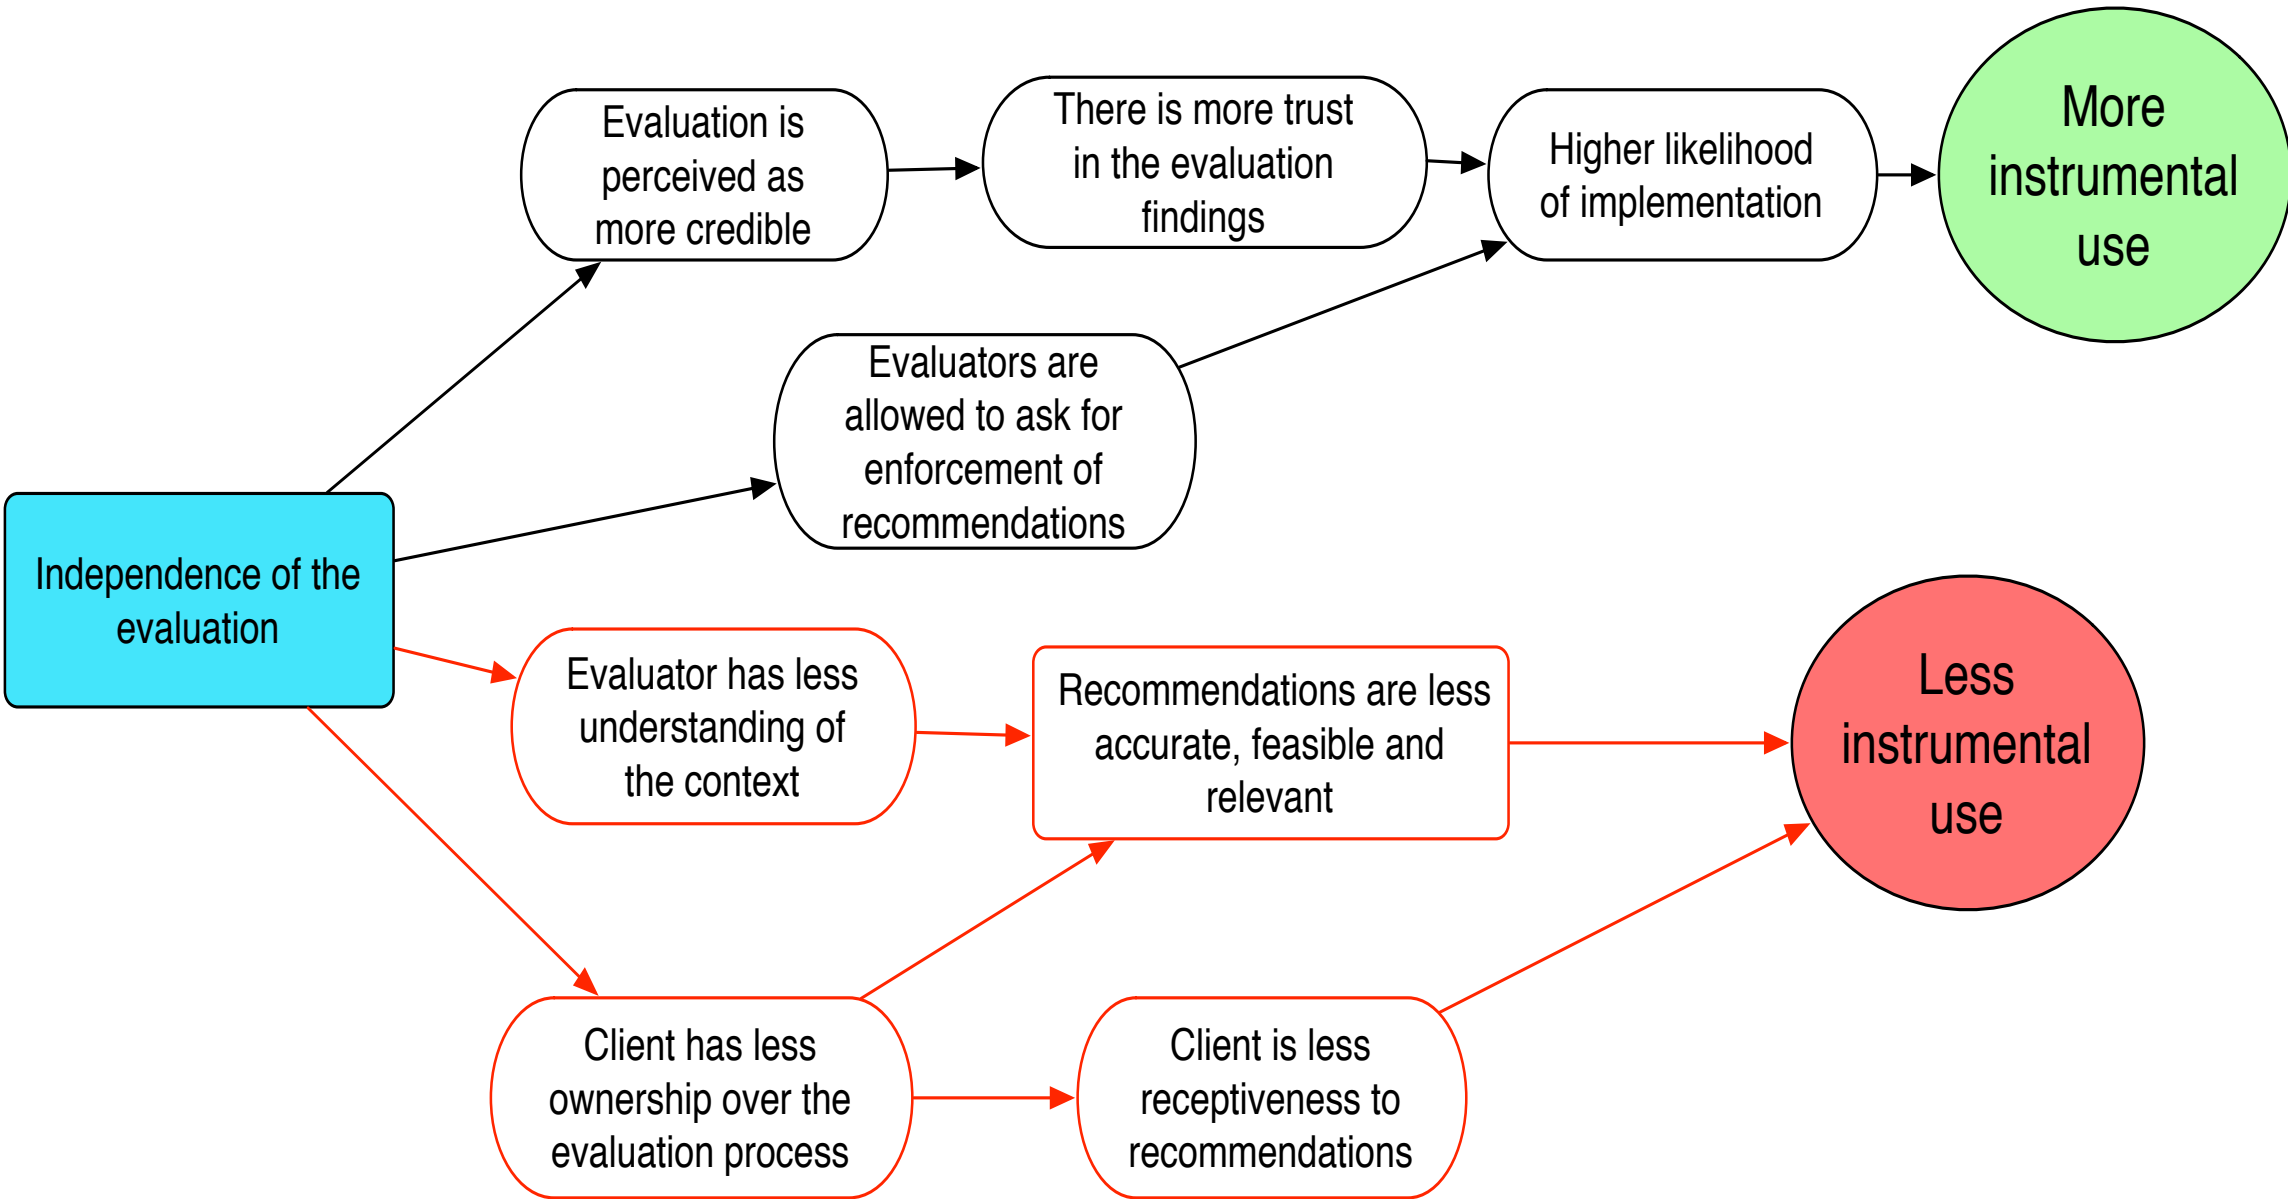 Evaluation is
perceived as
more credible
There is more trust
in the evaluation
findings
Higher likelihood
of implementation
More
instrumental
use
Evaluators are
allowed to ask for
enforcement of
recommendations
Independence of the
evaluation
Evaluator has less
understanding of
the context
Recommendations are less
accurate, feasible and
relevant
Less
instrumental
use
Client has less
ownership over the
evaluation process
Client is less
receptiveness to
recommendations